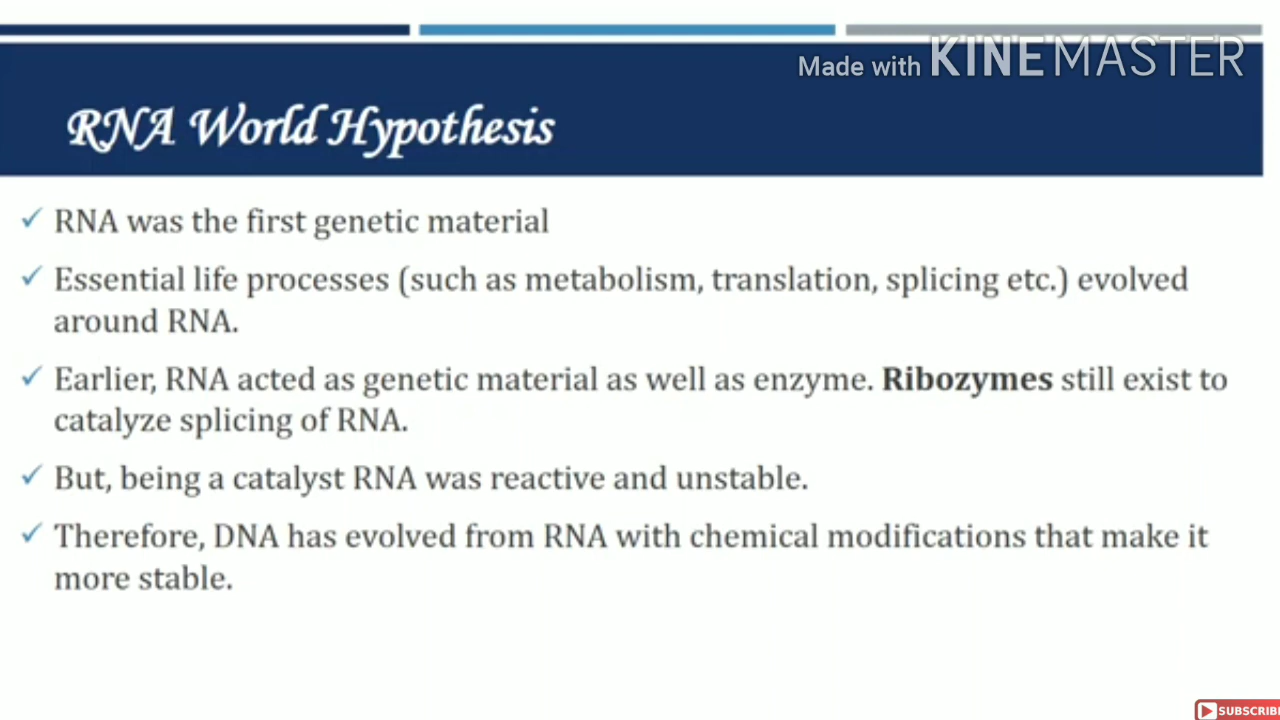 Made with KINEMASTER
RNA World Hypothesis
✓ RNA was the first genetic material
✓ Essential life processes (such as metabolism, translation, splicing etc.) evolved
around RNA.
✓ Earlier, RNA acted as genetic material as well as enzyme. Ribozymes still exist to
catalyze splicing of RNA.
✓ But, being a catalyst RNA was reactive and unstable.
✓ Therefore, DNA has evolved from RNA with chemical modifications that make it
more stable.
SUBSCRIBE